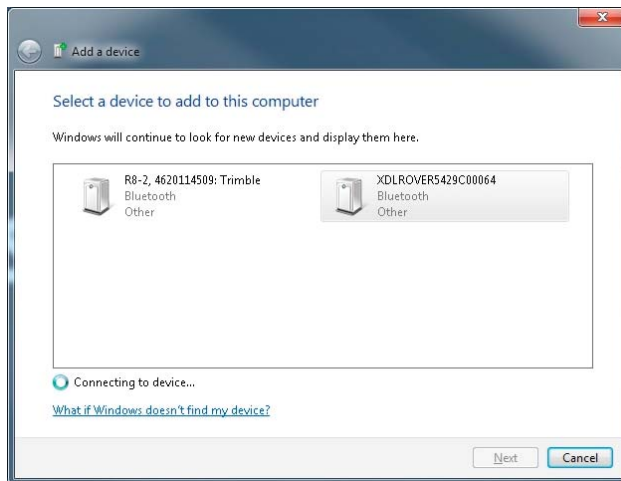 Add a device
Select a device to add to this computer
Windows will continue to look for new devices and display them here.
R8-2, 4620114509: Trimble
Bluetooth
Other
XDLROVER5429C00064
Bluetooth
Other
Connecting to device...
What if Windows doesn't find my device?
Next
Cancel